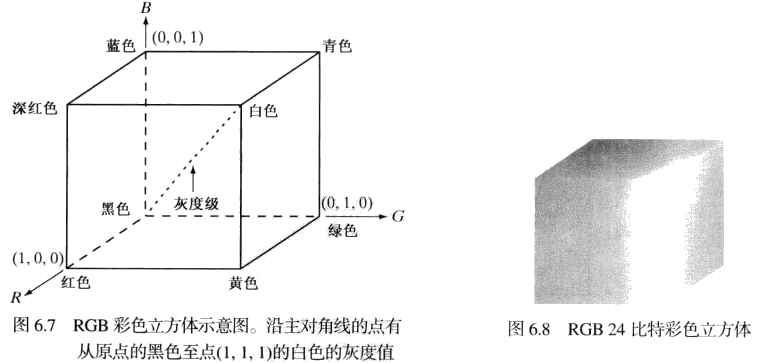 B
蓝色
(0, 0, 1)
青色
深红色
白色
黑色
灰度级
(0, 1, 0)
G
绿色
(1, 0, 0)
R
红色
黄色
图 6.7 RGB 彩色立方体示意图。沿主对角线的点有
从原点的黑色至点(1, 1, 1)的白色的灰度值
图 6.8 RGB 24 比特彩色立方体